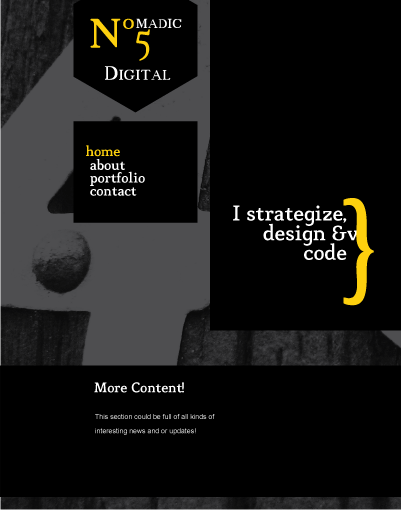 Nomadic
5
Digital
home
about
portfolio
contact
I strategize,
design &v
code
}
More Content!
This section could be full of all kinds of
interesting news and or updates!